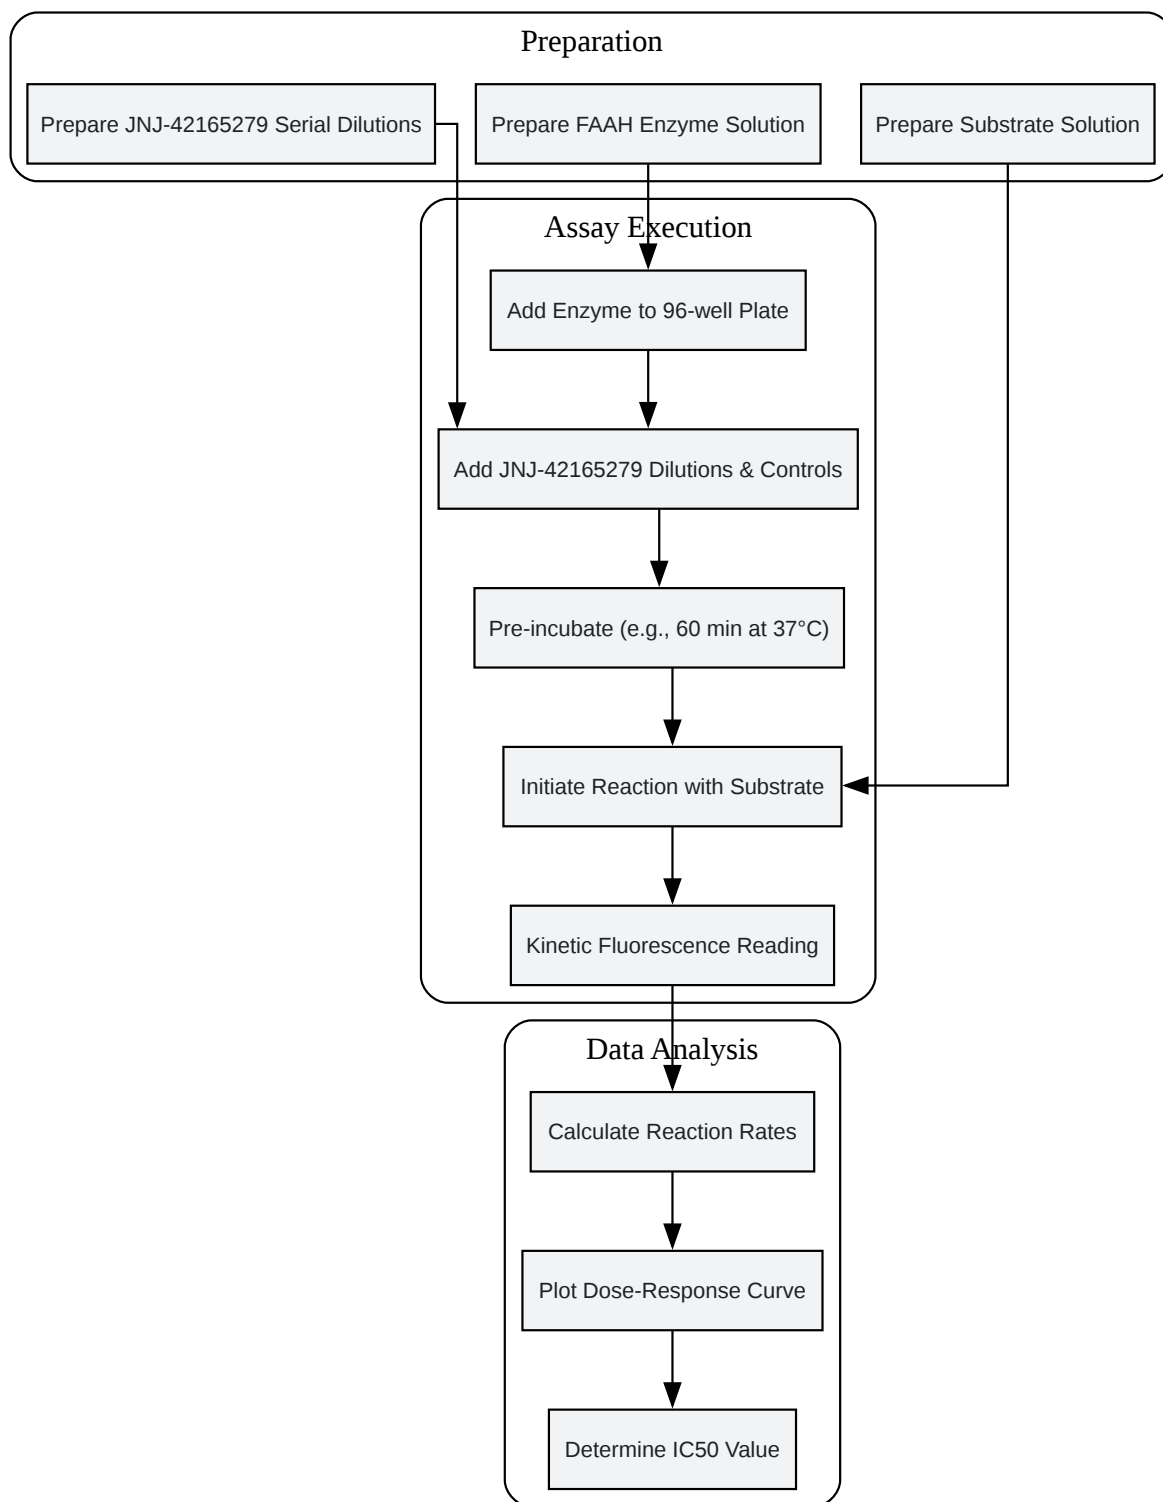 Preparation
Prepare JNJ-42165279 Serial Dilutions
Prepare FAAH Enzyme Solution
Prepare Substrate Solution
Assay Execution
Add Enzyme to 96-well Plate
Add JNJ-42165279 Dilutions & Controls
Pre-incubate (e.g., 60 min at 37°C)
Initiate Reaction with Substrate
Kinetic Fluorescence Reading
Data Analysis
Calculate Reaction Rates
Plot Dose-Response Curve
Determine IC50 Value